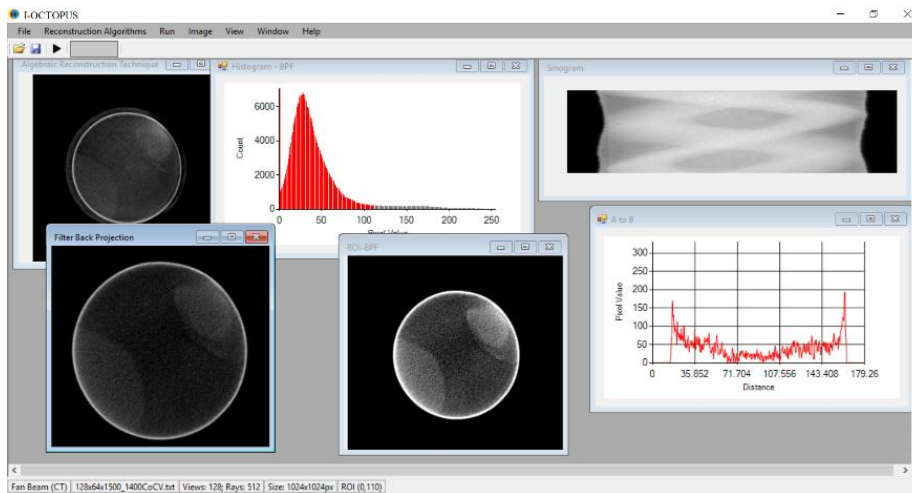 I-OCTOPUS
File Reconstruction Algorithms Run Image View Window Help
Algebraic Reconstruction Technique
Histogram - BPF
6000
4000
2000
0
Count
0 50 100 150 200 250
Pixel Value
Sinogram
Filter Back Projection
ROI-BPF
A to B
300
250
200
150
100
50
0
Pixel Value
0 35.852 71.704 107.556 143.408 179.26
Distance
Fan Beam (CT) 128x64x1500_1400CoCV.txt Views: 128; Rays: 512 Size: 1024x1024px ROI (0,110)